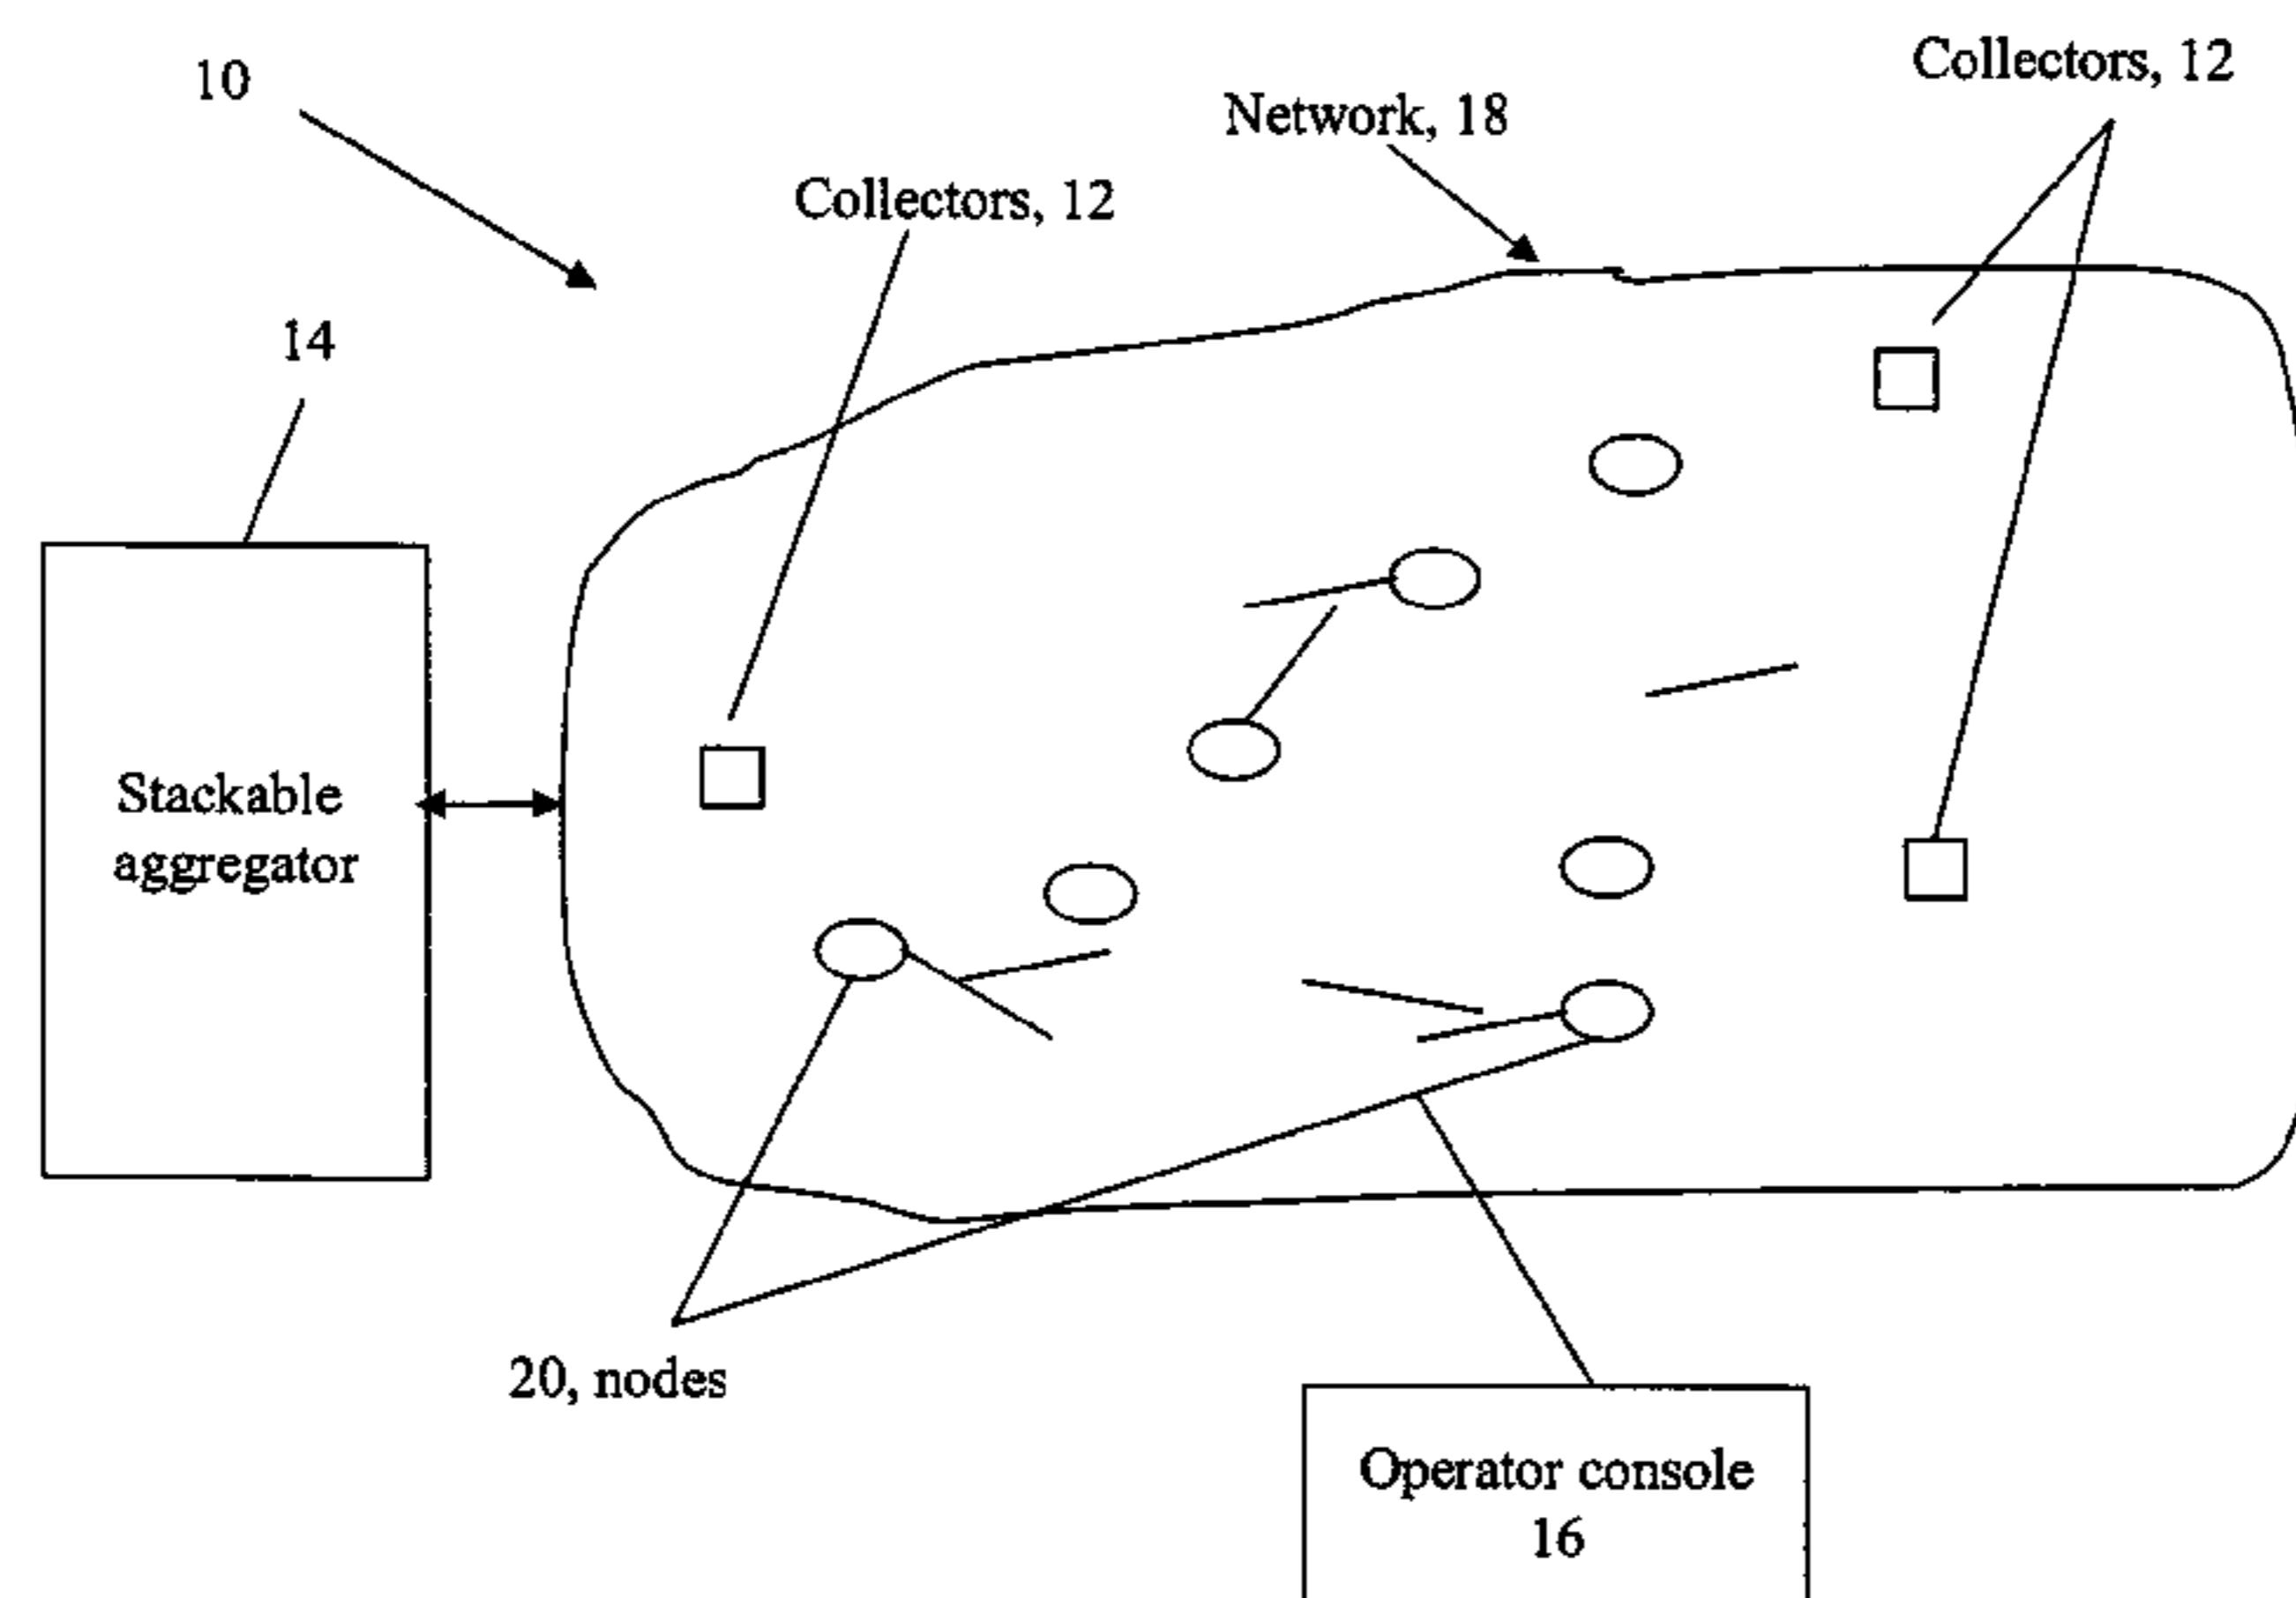 10
Collectors, 12
Network, 18
Collectors, 12
14
Stackable
aggregator
20, nodes
Operator console
16